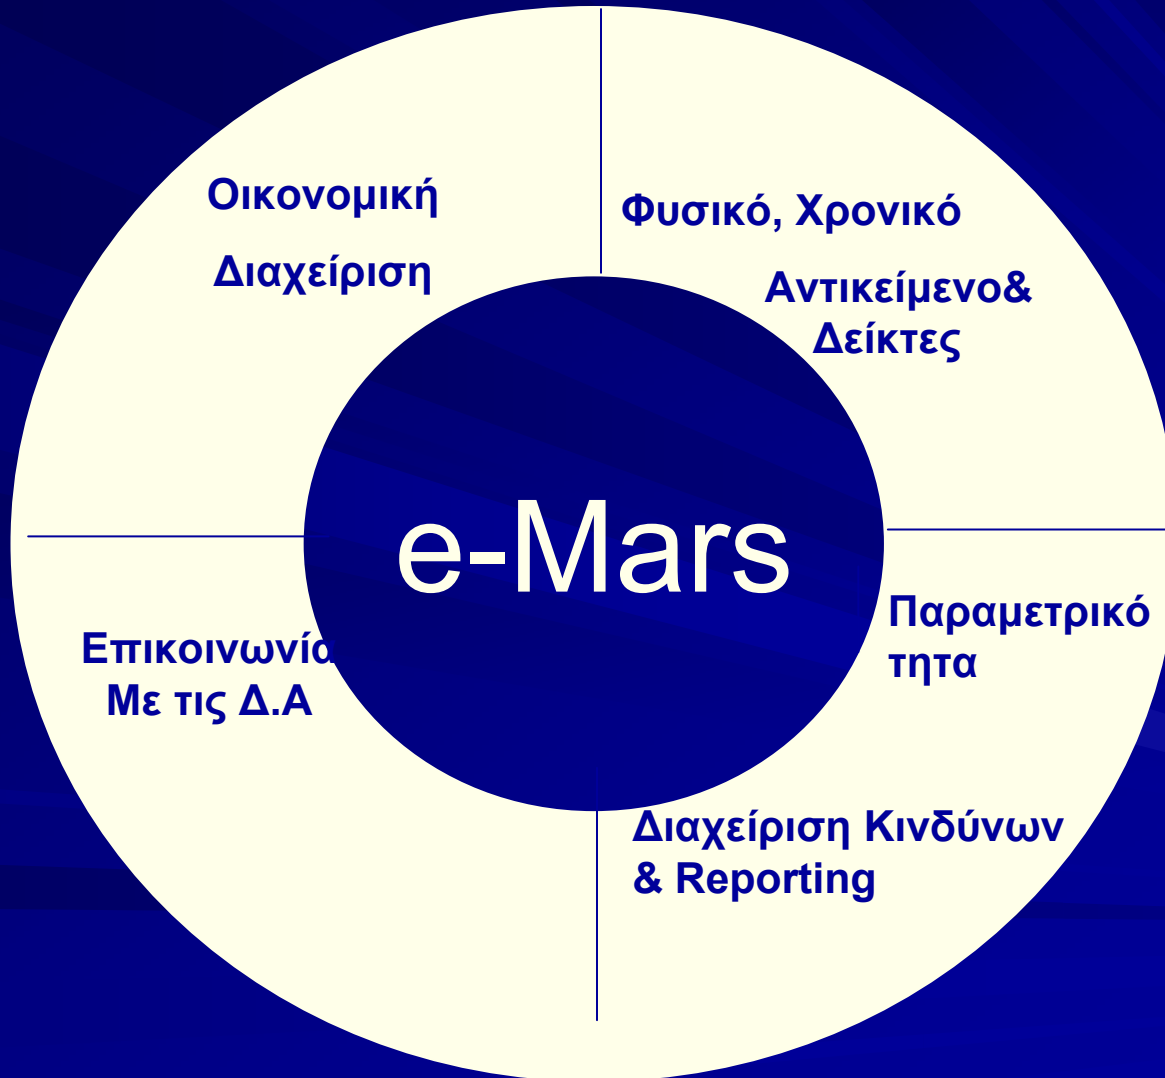 Οικονομική
Διαχείριση
Φυσικό, Χρονικό
Αντικείμενο&
Δείκτες
e-Mars
Επικοινωνία
Με τις Δ.Α
Παραμετρικό
τητα
Διαχείριση Κινδύνων
& Reporting